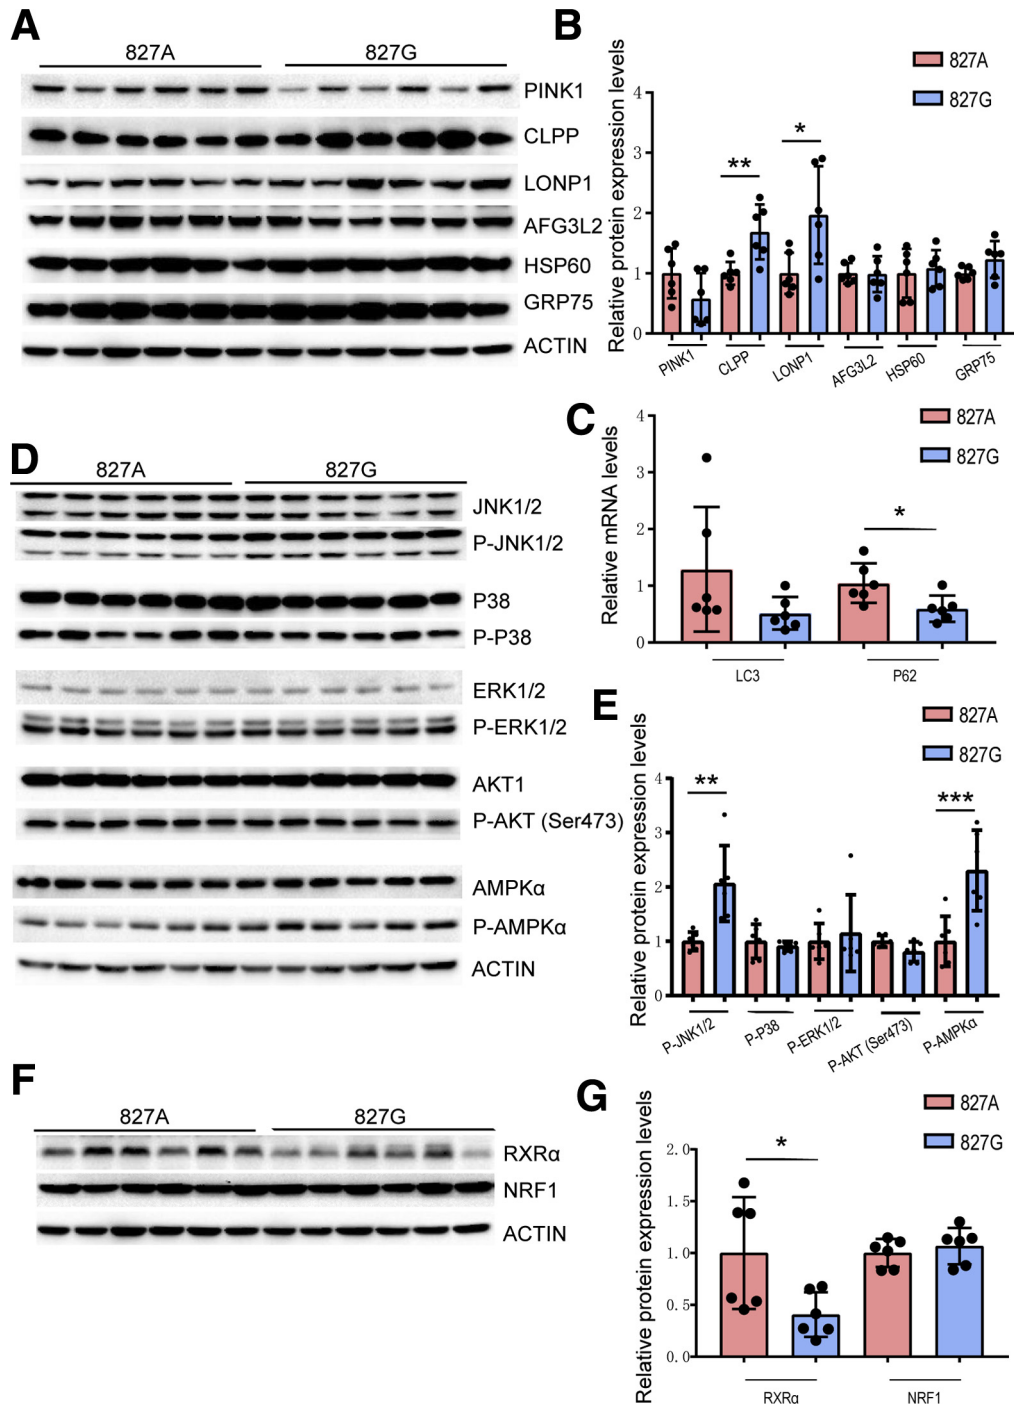 A
827A 827G
PINK1
CLPP
LONP1
AFG3L2
HSP60
GRP75
ACTIN
B
827A
827G
Relative protein expression levels
4
3
2
1
0
**
*
PINK1 CLPP LONP1 AFG3L2 HSP60 GRP75
C
827A
827G
Relative mRNA levels
4
3
2
1
0
*
LC3 P62
D
827A 827G
JNK1/2
P-JNK1/2
P38
P-P38
ERK1/2
P-ERK1/2
AKT1
P-AKT (Ser473)
AMPKα
P-AMPKα
ACTIN
E
827A
827G
Relative protein expression levels
4
3
2
1
0
**
***
P-JNK1/2 P-P38 P-ERK1/2 P-AKT (Ser473) P-AMPKα
F
827A 827G
RXRα
NRF1
ACTIN
G
827A
827G
Relative protein expression levels
2.0
1.5
1.0
0.5
0.0
*
RXRα NRF1